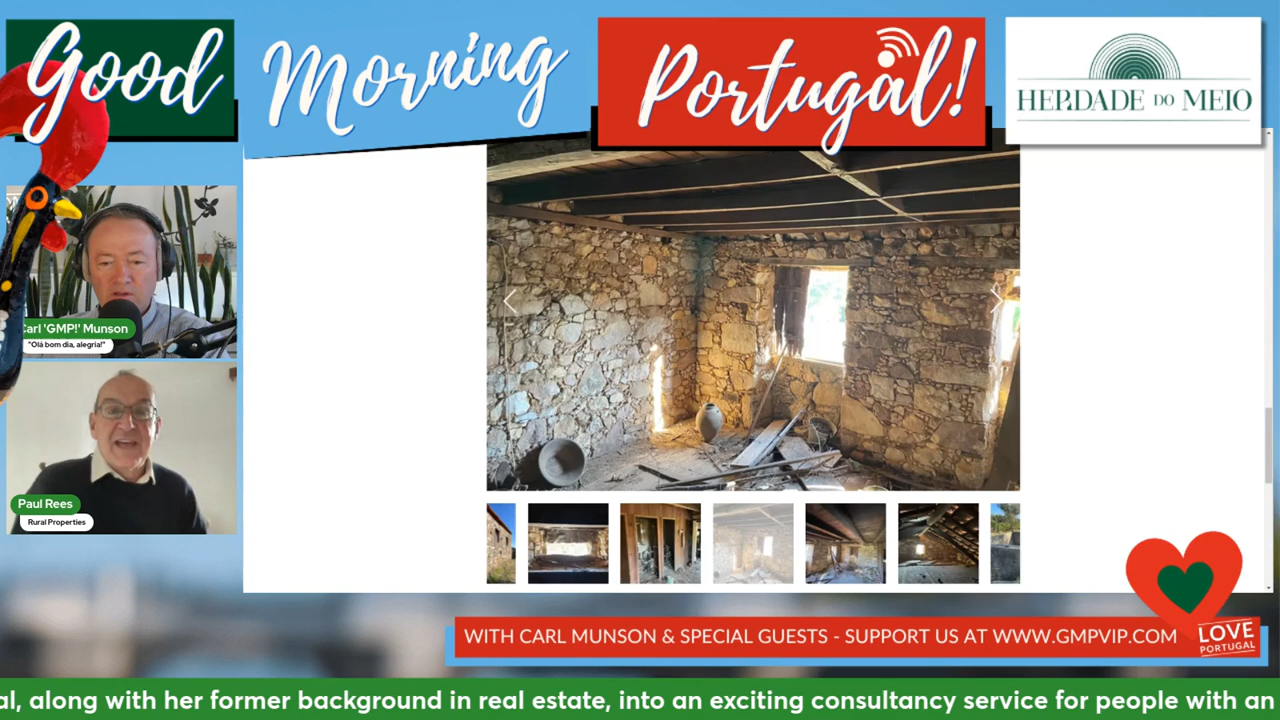 Good Morning Portugal!
HERDADE DO MEIO
Carl 'GMP!' Munson
"Olá bom dia, alegria!"
Paul Rees
Rural Properties
WITH CARL MUNSON & SPECIAL GUESTS - SUPPORT US AT WWW.GMPVIP.COM
LOVE
PORTUGAL
al, along with her former background in real estate, into an exciting consultancy service for people with an